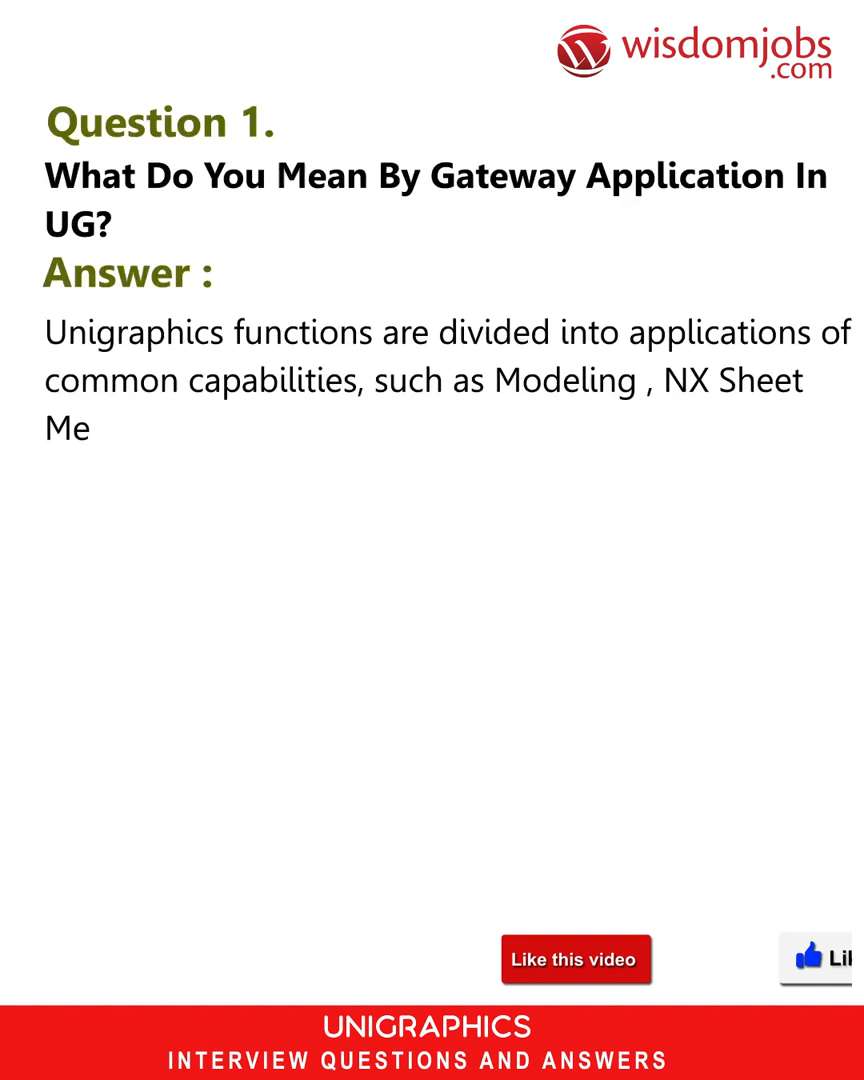 wisdomjobs
.com
Question 1.
What Do You Mean By Gateway Application In
UG?
Answer :
Unigraphics functions are divided into applications of
common capabilities, such as Modeling , NX Sheet
Me
Like this video
Lik
UNIGRAPHICS
INTERVIEW QUESTIONS AND ANSWERS